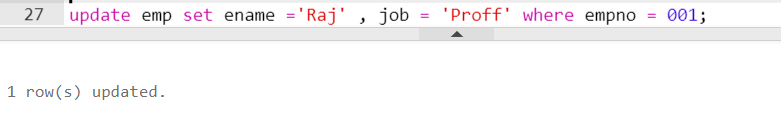 27 update emp set ename ='Raj' , job = 'Proff' where empno = 001;
1 row(s) updated.